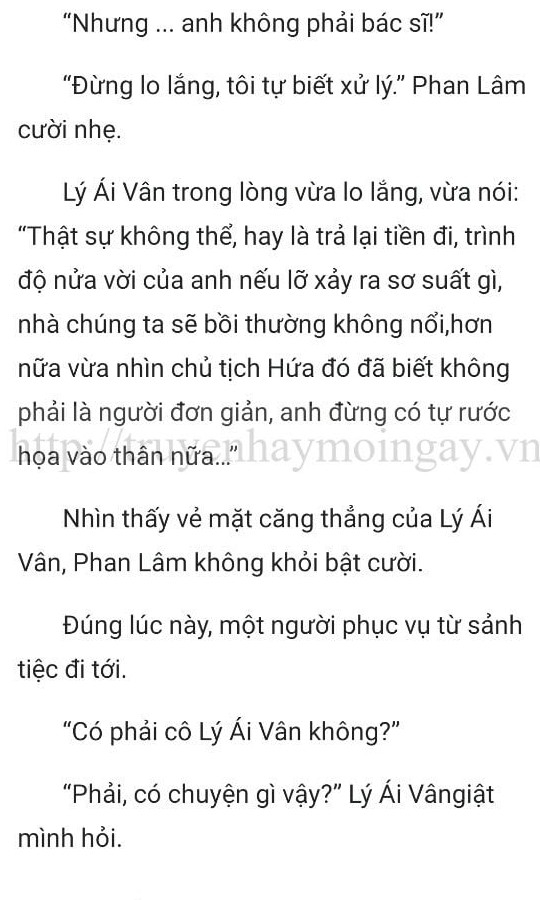 “Nhưng ... anh không phải bác sĩ!”
“Đừng lo lắng, tôi tự biết xử lý.” Phan Lâm
cười nhẹ.
Lý Ái Vân trong lòng vừa lo lắng, vừa nói:
“Thật sự không thể, hay là trả lại tiền đi, trình
độ nửa vời của anh nếu lỡ xảy ra sơ suất gì,
nhà chúng ta sẽ bồi thường không nổi,hơn
nữa vừa nhìn chủ tịch Hứa đó đã biết không
phải là người đơn giản, anh đừng có tự rước
http://truyenhaymoingay.vn
họa vào thân nữa...”
Nhìn thấy vẻ mặt căng thẳng của Lý Ái
Vân, Phan Lâm không khỏi bật cười.
Đúng lúc này, một người phục vụ từ sảnh
tiệc đi tới.
“Có phải cô Lý Ái Vân không?”
“Phải, có chuyện gì vậy?” Lý Ái Vângiật
mình hỏi.